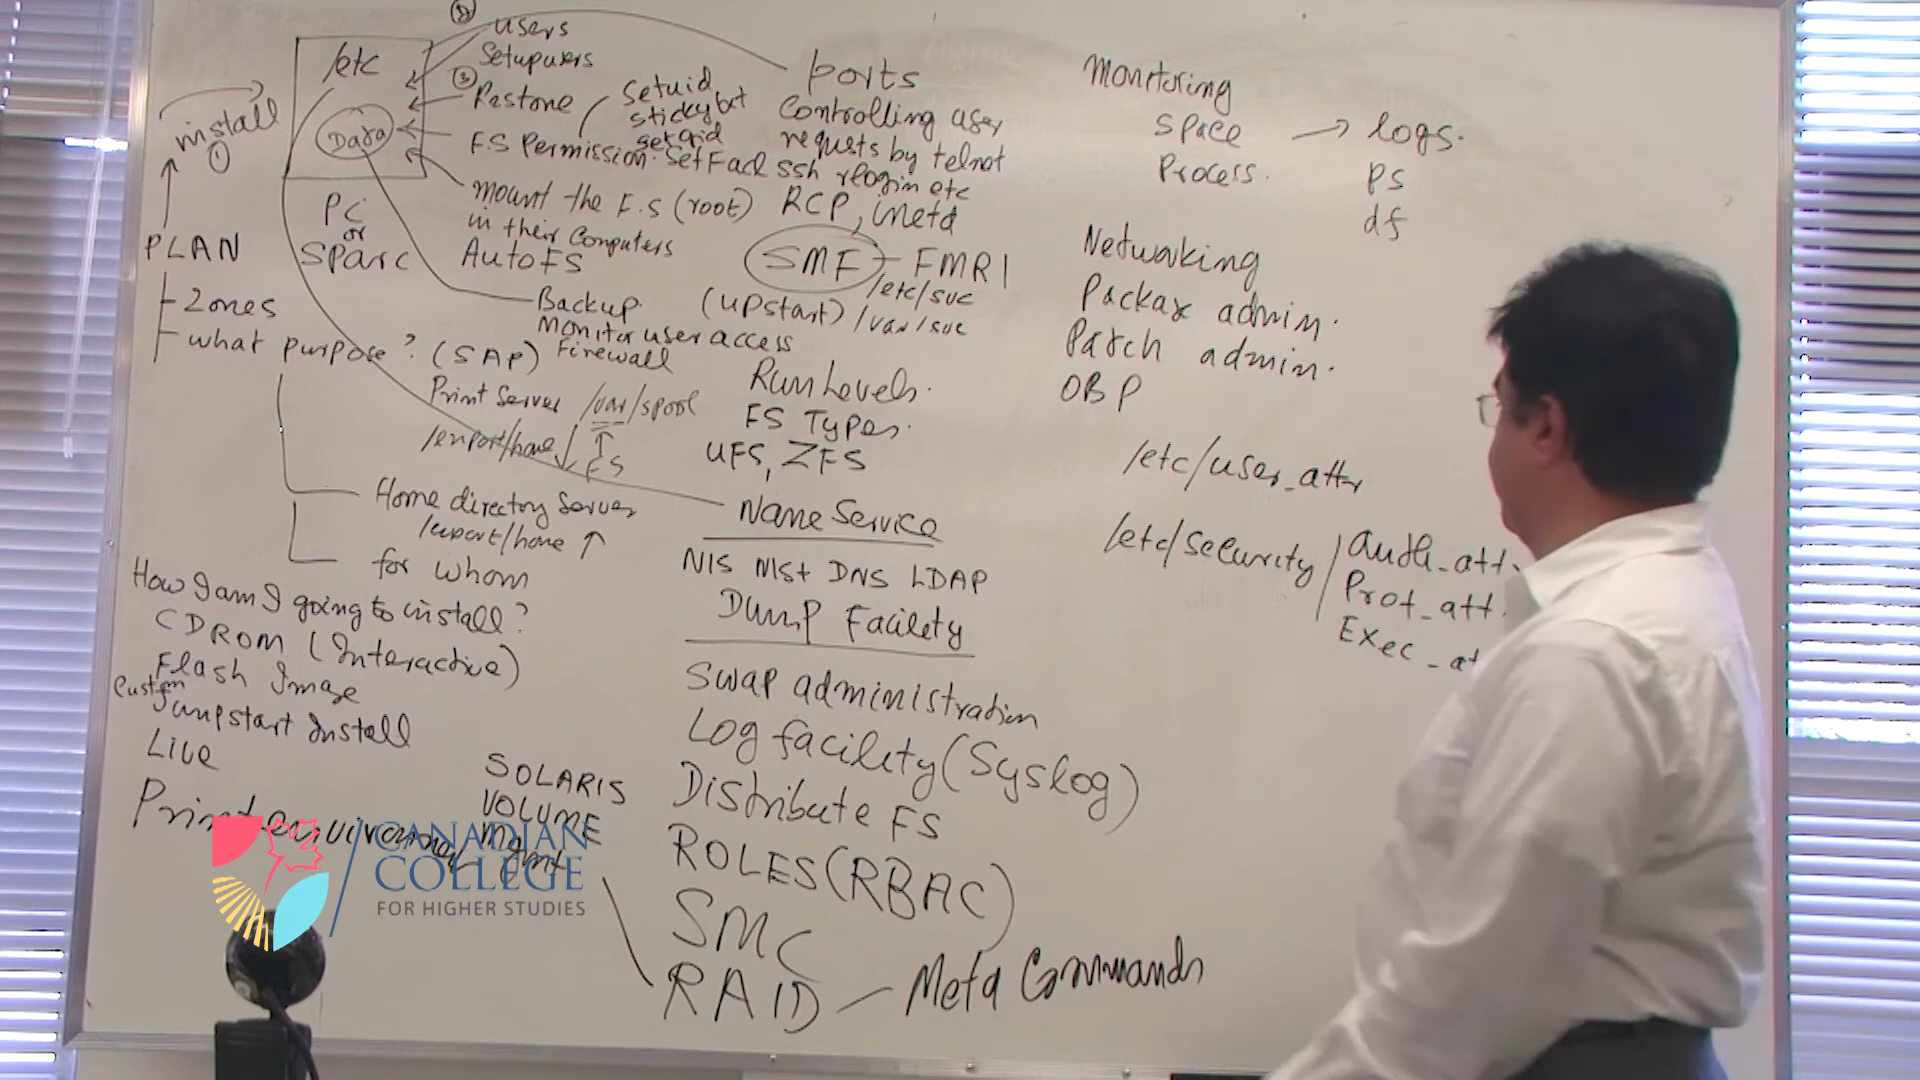 /etc
Data
PC
or
SPARC
install
1
PLAN
Zones
what purpose? (SAP)
users
Setupusers
3
F.S Permission. SetFacl
Setuid
stickybit
setgid
mount the F.S (root)
in their Computers
AutoFS
Backup.
Monitor user access
Firewall
Print Server /var/spool
/export/home
FS
Home directory Server
/export/home
for whom
How I am I going to install?
CDROM (Interactive)
Flash Image
Custom
Jumpstart Install
Live
Print
SOLARIS
VOLUME
Mgmt
ports
Controlling user
requests by telnet
ssh rlogin etc
RCP, inetd
SMF - FMRI
/etc/svc
(upstart) /var/svc
Run Levels.
FS Types.
UFS, ZFS
Name Service
NIS NIS+ DNS LDAP
Dump Facility
Swap administration
Log facility (Syslog)
Distribute FS
ROLES (RBAC)
SMC
RAID - Meta Commands
Monitoring
Space → logs.
Process. ps
df
Networking
admin.
Patch admin.
OBP
/etc/user_attr
/etc/security/
auth_att
Prof_att
Exec_at
CANADIAN
COLLEGE
FOR HIGHER STUDIES